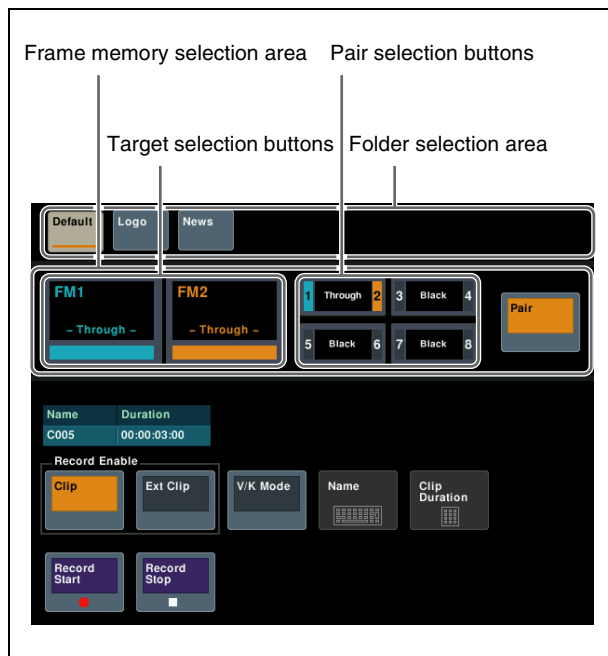 Frame memory selection area Pair selection buttons
Target selection buttons Folder selection area
Default Logo News
FM1 FM2
– Through – – Through –
1 Through 2 3 Black 4
5 Black 6 7 Black 8
Pair
Name Duration
C005 00:00:03:00
Record Enable
Clip Ext Clip V/K Mode Name Clip
Duration
Record
Start
Record
Stop